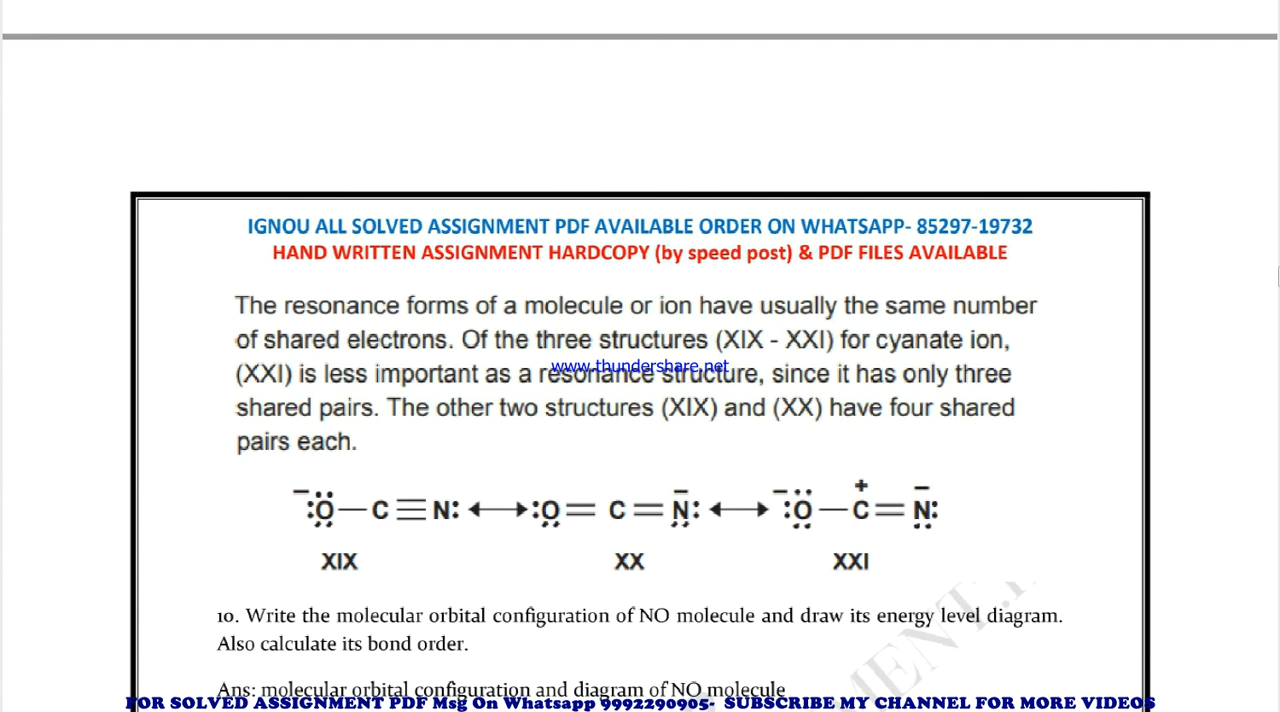 IGNOU ALL SOLVED ASSIGNMENT PDF AVAILABLE ORDER ON WHATSAPP- 85297-19732
HAND WRITTEN ASSIGNMENT HARDCOPY (by speed post) & PDF FILES AVAILABLE
The resonance forms of a molecule or ion have usually the same number
of shared electrons. Of the three structures (XIX - XXI) for cyanate ion,
www.thundershare.net
(XXI) is less important as a resonance structure, since it has only three
shared pairs. The other two structures (XIX) and (XX) have four shared
pairs each.
⁻:Ö̤—C≡N: ⟷ :O̤=C=N̤̄: ⟷ ⁻:Ö̤—C⁺=N̤̄:
XIX XX XXI
10. Write the molecular orbital configuration of NO molecule and draw its energy level diagram.
Also calculate its bond order.
Ans: molecular orbital configuration and diagram of NO molecule
FOR SOLVED ASSIGNMENT PDF Msg On Whatsapp 9992290905- SUBSCRIBE MY CHANNEL FOR MORE VIDEOS